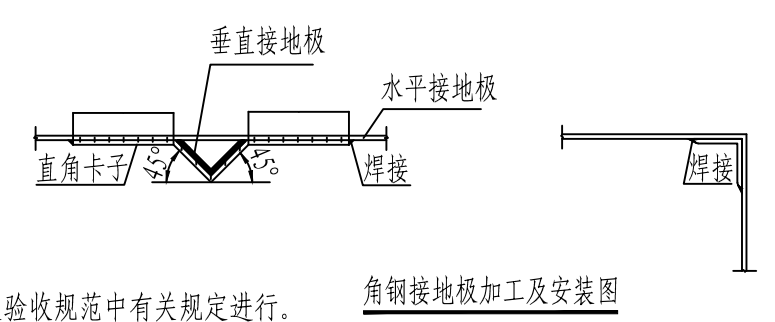 垂直接地极
水平接地极
直角卡子
45°
45°
焊接
焊接
验收规范中有关规定进行。
角钢接地极加工及安装图